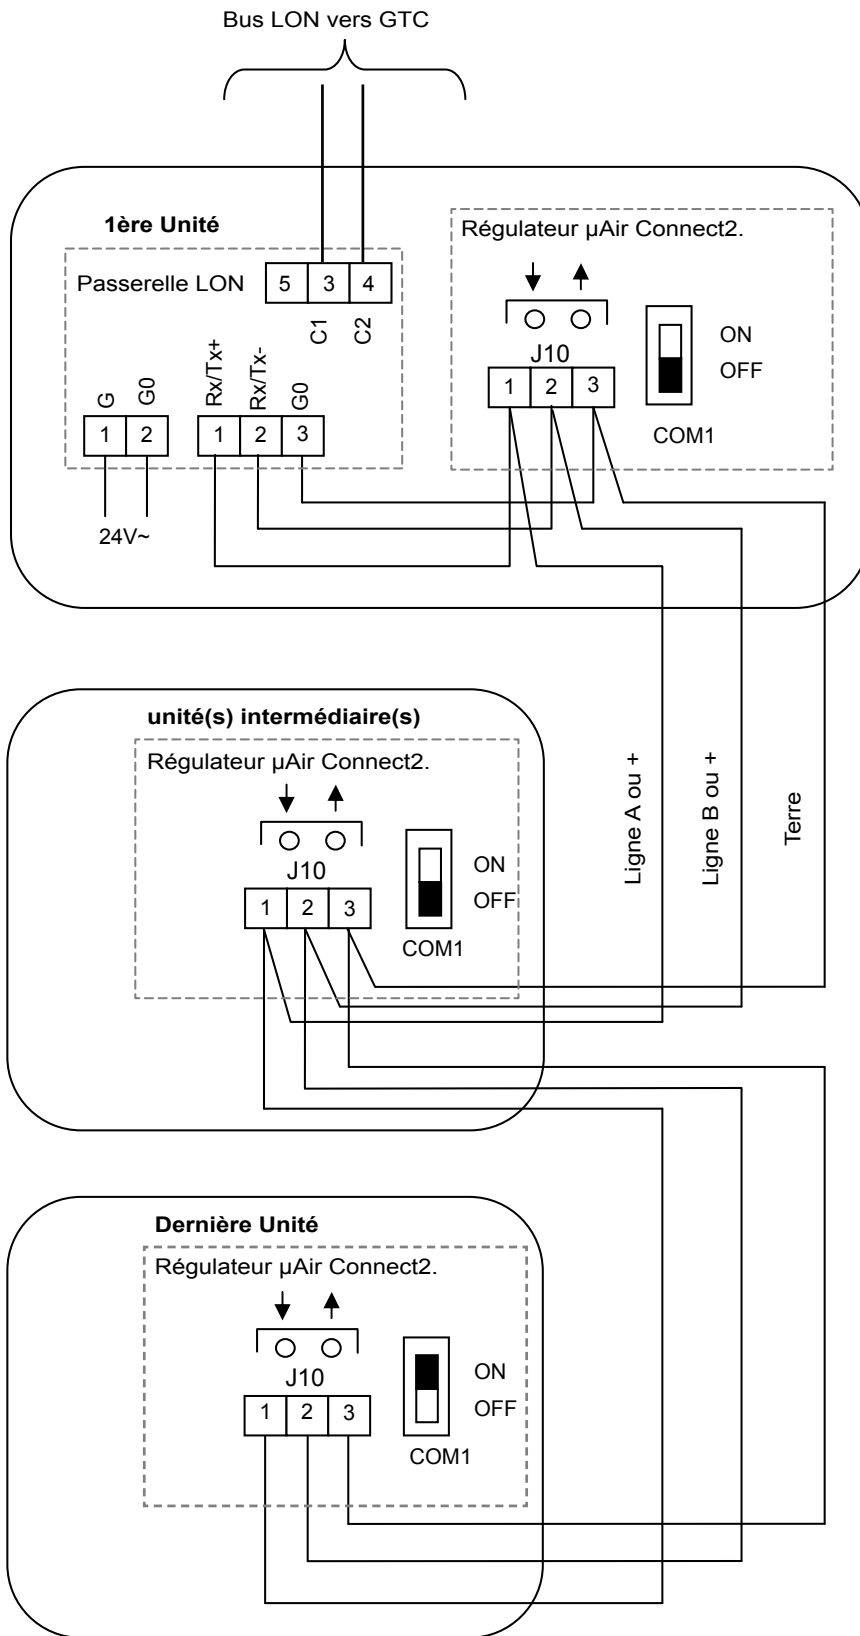 Bus LON vers GTC
1ère Unité
Régulateur µAir Connect2.
Passerelle LON
5 3 4
C1 C2
J10
1 2 3
ON
OFF
COM1
G G0
1 2
Rx/Tx+ Rx/Tx- G0
1 2 3
24V~
unité(s) intermédiaire(s)
Régulateur µAir Connect2.
J10
1 2 3
ON
OFF
COM1
Ligne A ou +
Ligne B ou +
Terre
Dernière Unité
Régulateur µAir Connect2.
J10
1 2 3
ON
OFF
COM1